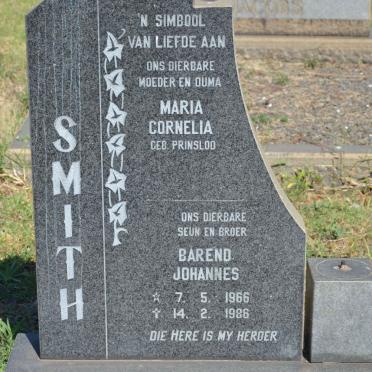 SMITH
'N SIMBOOL
VAN LIEFDE AAN
ONS DIERBARE
MOEDER EN OUMA
MARIA
CORNELIA
GEB. PRINSLOO
ONS DIERBARE
SEUN EN BROER
BAREND
JOHANNES
☆ 7. 5. 1966
✝ 14. 2. 1986
DIE HERE IS MY HERDER
JACOBS